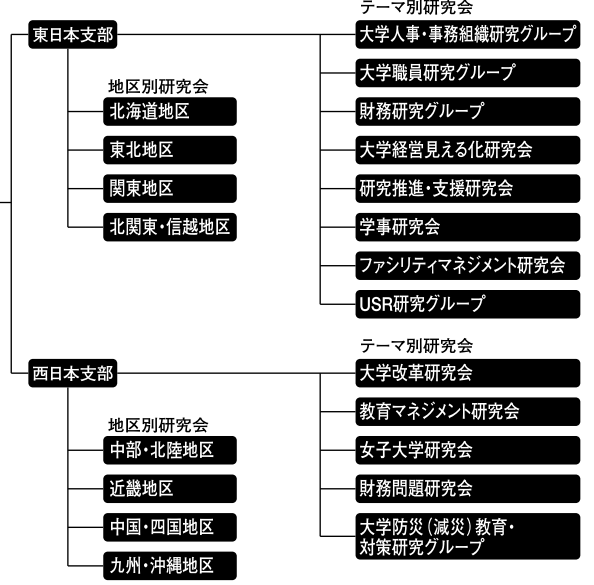 東日本支部
地区別研究会
北海道地区
東北地区
関東地区
北関東・信越地区
テーマ別研究会
大学人事・事務組織研究グループ
大学職員研究グループ
財務研究グループ
大学経営見える化研究会
研究推進・支援研究会
学事研究会
ファシリティマネジメント研究会
USR研究グループ
西日本支部
地区別研究会
中部・北陸地区
近畿地区
中国・四国地区
九州・沖縄地区
テーマ別研究会
大学改革研究会
教育マネジメント研究会
女子大学研究会
財務問題研究会
大学防災（減災）教育・
対策研究グループ